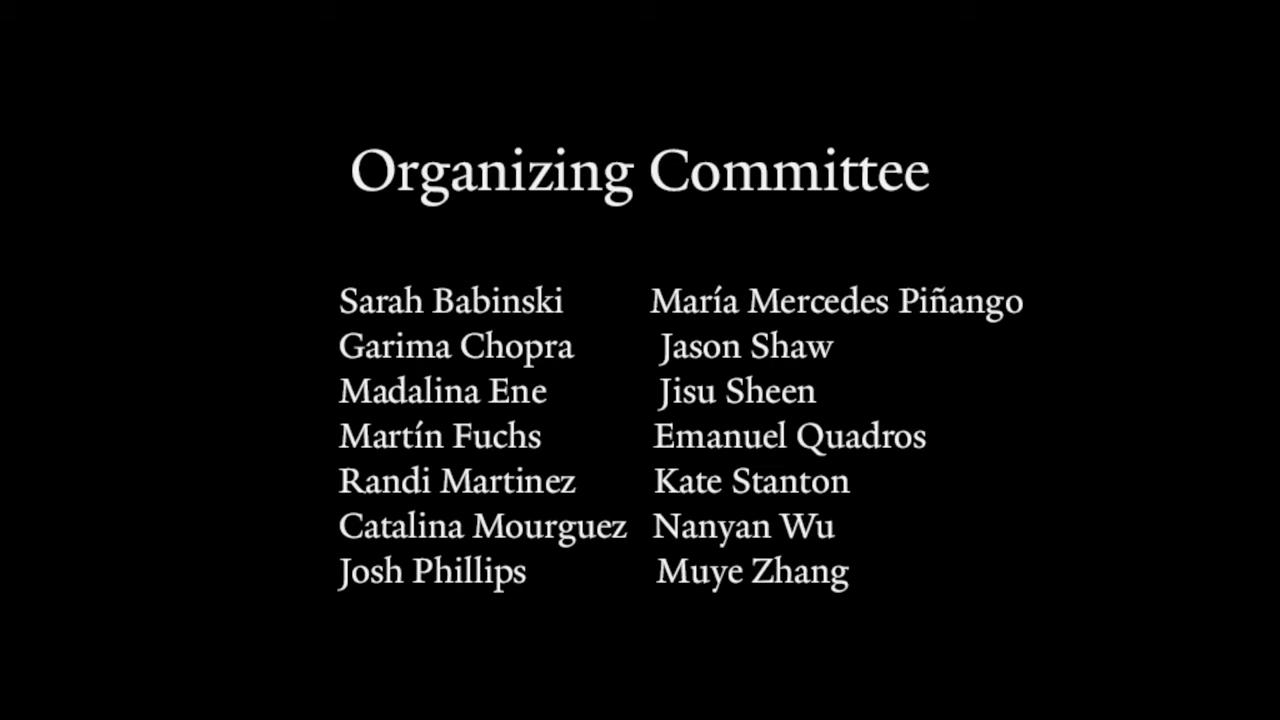 Organizing Committee
Sarah Babinski María Mercedes Piñango
Garima Chopra Jason Shaw
Madalina Ene Jisu Sheen
Martín Fuchs Emanuel Quadros
Randi Martinez Kate Stanton
Catalina Mourguez Nanyan Wu
Josh Phillips Muye Zhang